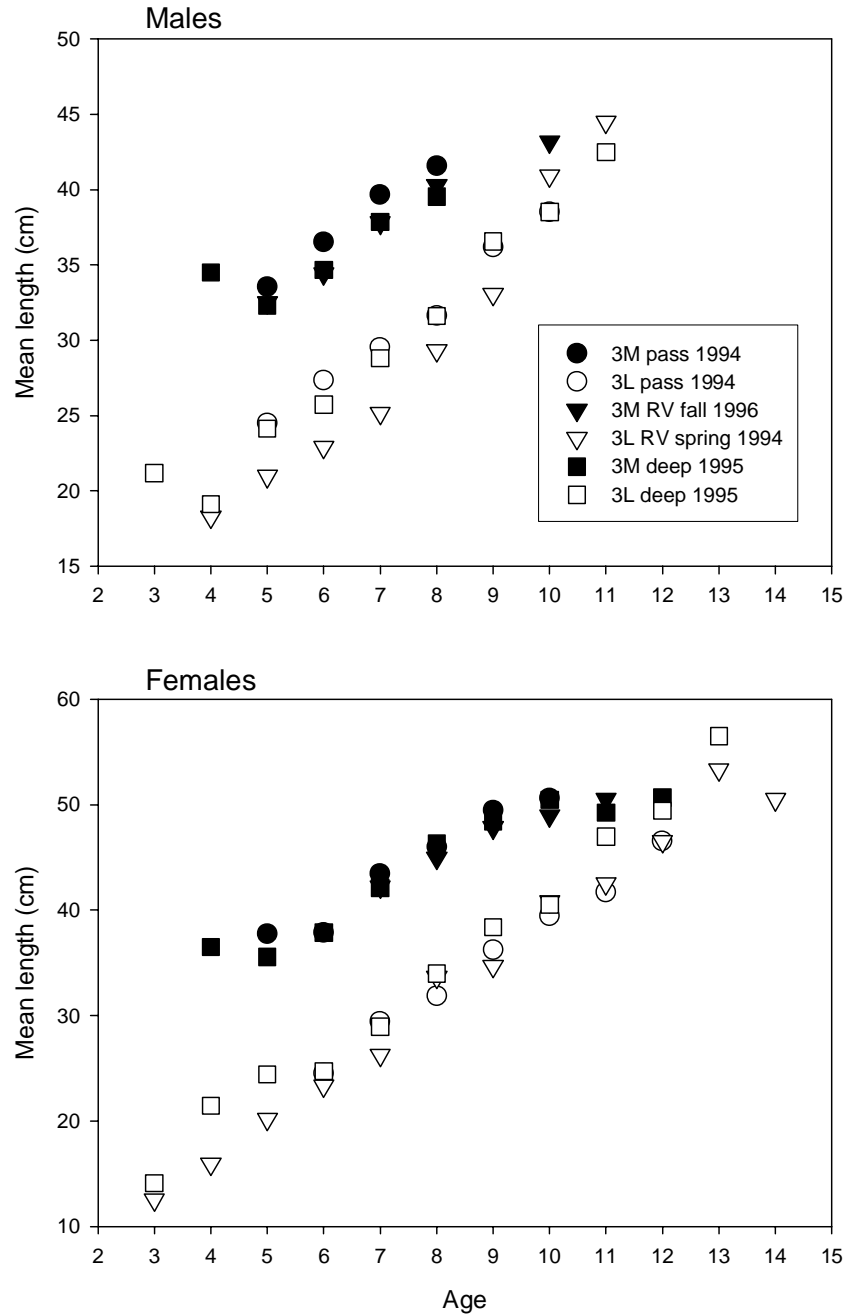 Males
50
45
40
35
30
25
20
15
Mean length (cm)
3M pass 1994
3L pass 1994
3M RV fall 1996
3L RV spring 1994
3M deep 1995
3L deep 1995
2 3 4 5 6 7 8 9 10 11 12 13 14 15
Females
60
50
40
30
20
10
Mean length (cm)
2 3 4 5 6 7 8 9 10 11 12 13 14 15
Age